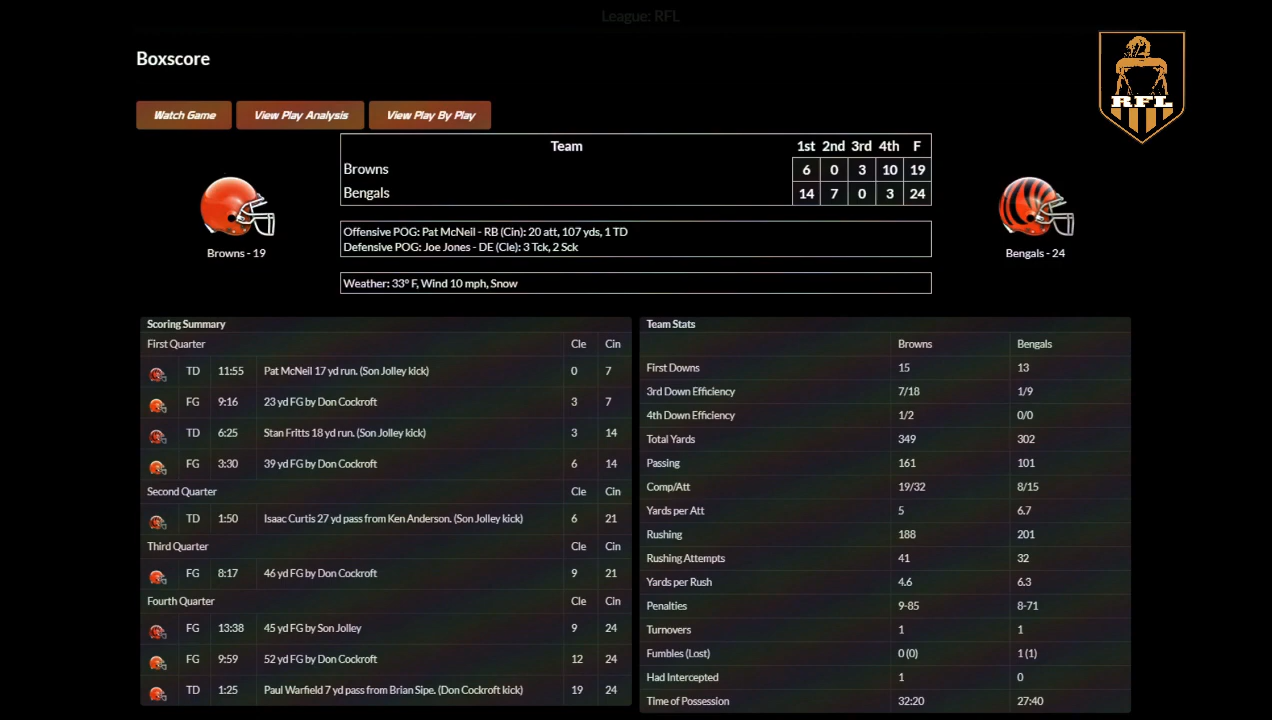 League: RFL
Boxscore
RFL
Watch Game View Play Analysis View Play By Play
Team 1st 2nd 3rd 4th F
Browns 6 0 3 10 19
Bengals 14 7 0 3 24
Offensive POG: Pat McNeil - RB (Cin): 20 att, 107 yds, 1 TD
Defensive POG: Joe Jones - DE (Cle): 3 Tck, 2 Sck
Browns - 19
Bengals - 24
Weather: 33° F, Wind 10 mph, Snow
Scoring Summary
First Quarter Cle Cin
TD 11:55 Pat McNeil 17 yd run. (Son Jolley kick) 0 7
FG 9:16 23 yd FG by Don Cockroft 3 7
TD 6:25 Stan Fritts 18 yd run. (Son Jolley kick) 3 14
FG 3:30 39 yd FG by Don Cockroft 6 14
Second Quarter Cle Cin
TD 1:50 Isaac Curtis 27 yd pass from Ken Anderson. (Son Jolley kick) 6 21
Third Quarter Cle Cin
FG 8:17 46 yd FG by Don Cockroft 9 21
Fourth Quarter Cle Cin
FG 13:38 45 yd FG by Son Jolley 9 24
FG 9:59 52 yd FG by Don Cockroft 12 24
TD 1:25 Paul Warfield 7 yd pass from Brian Sipe. (Don Cockroft kick) 19 24
Team Stats
Browns Bengals
First Downs 15 13
3rd Down Efficiency 7/18 1/9
4th Down Efficiency 1/2 0/0
Total Yards 349 302
Passing 161 101
Comp/Att 19/32 8/15
Yards per Att 5 6.7
Rushing 188 201
Rushing Attempts 41 32
Yards per Rush 4.6 6.3
Penalties 9-85 8-71
Turnovers 1 1
Fumbles (Lost) 0 (0) 1 (1)
Had Intercepted 1 0
Time of Possession 32:20 27:40